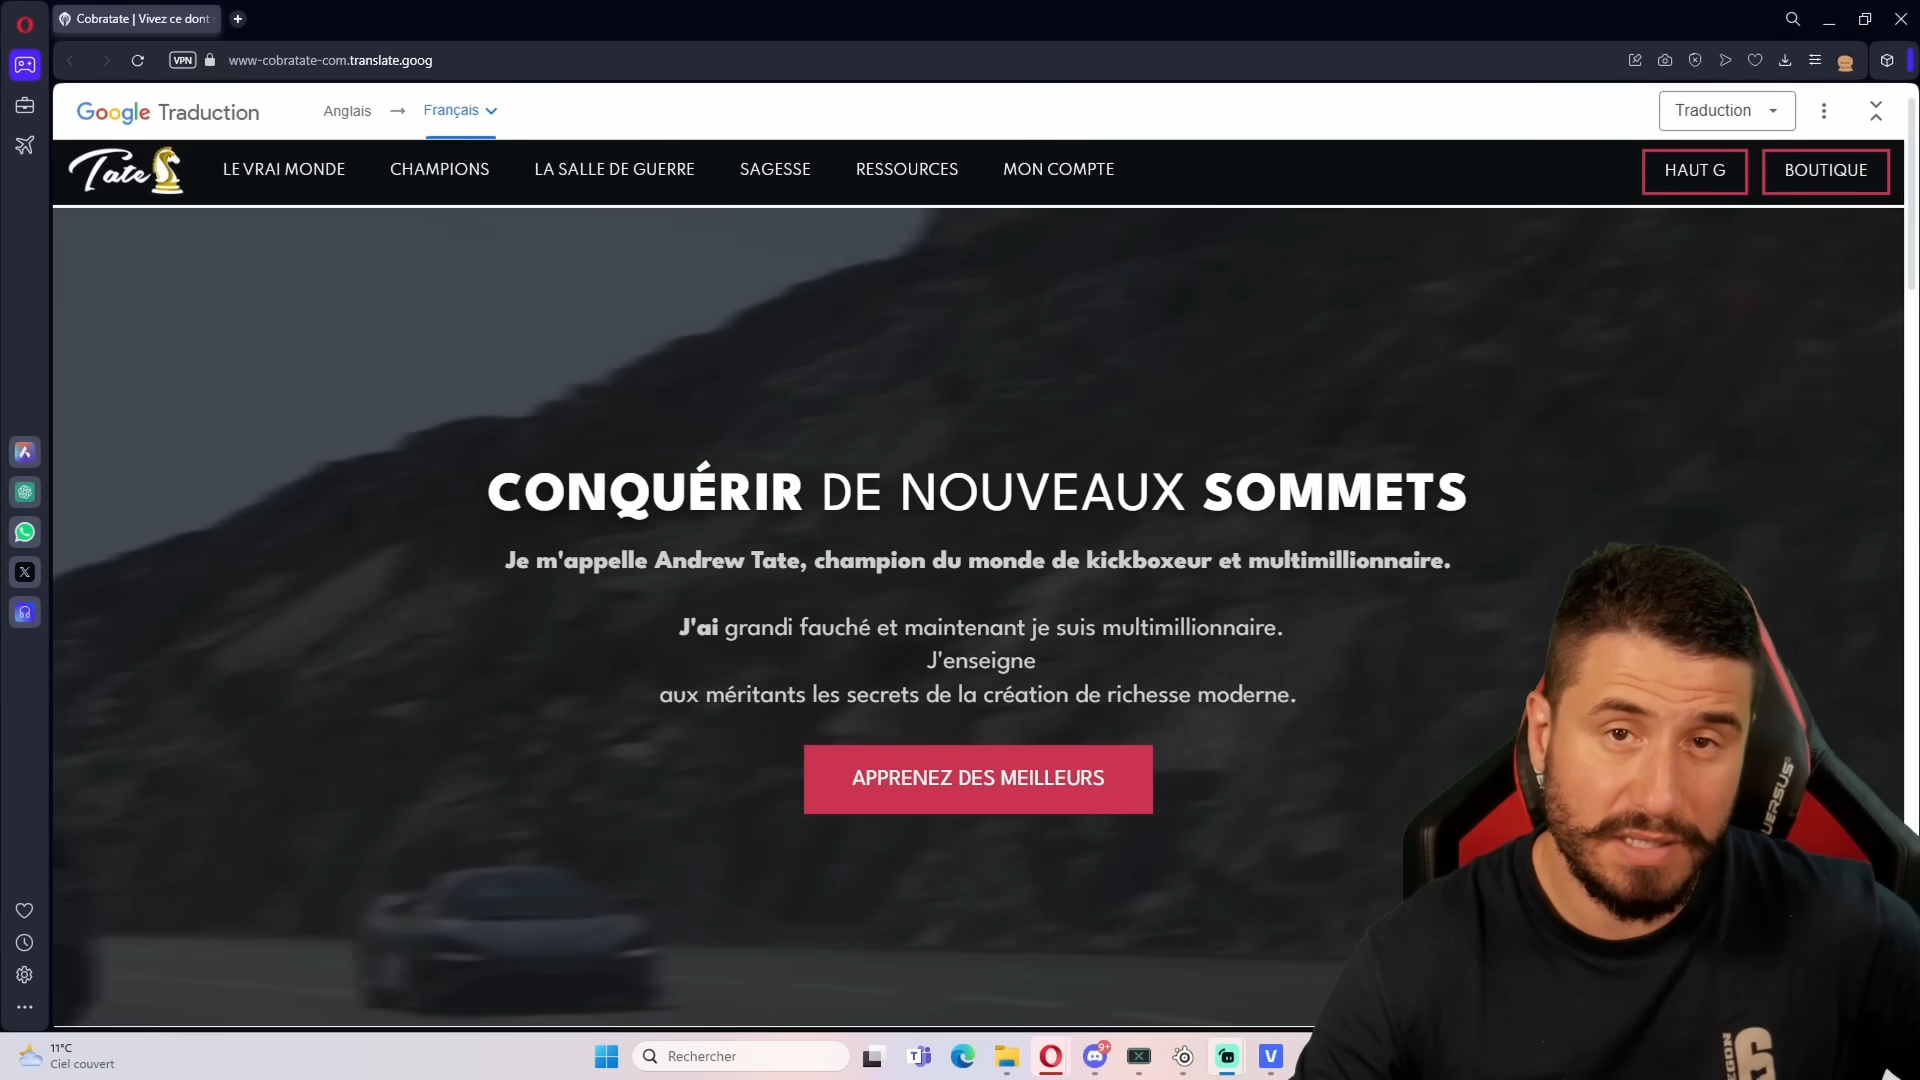 Cobratate | Vivez ce dont
VPN
www-cobratate-com.translate.goog
Google Traduction
Anglais → Français
Traduction
Tate
LE VRAI MONDE
CHAMPIONS
LA SALLE DE GUERRE
SAGESSE
RESSOURCES
MON COMPTE
HAUT G
BOUTIQUE
CONQUÉRIR DE NOUVEAUX SOMMETS
Je m'appelle Andrew Tate, champion du monde de kickboxeur et multimillionnaire.
J'ai grandi fauché et maintenant je suis multimillionnaire.
J'enseigne
aux méritants les secrets de la création de richesse moderne.
APPRENEZ DES MEILLEURS
11°C
Ciel couvert
Rechercher
9+
V